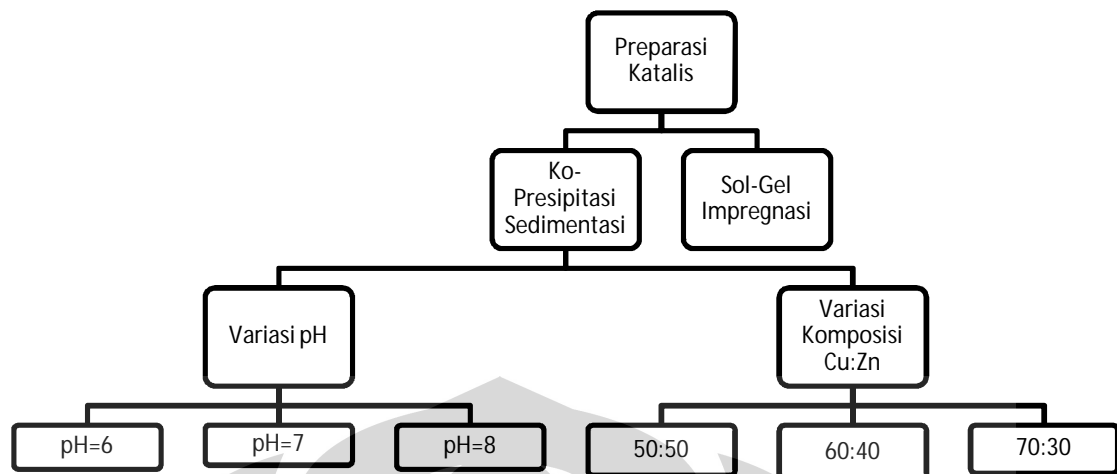 Preparasi
Katalis
Ko-
Presipitasi
Sedimentasi
Sol-Gel
Impregnasi
Variasi pH
Variasi
Komposisi
Cu:Zn
pH=6
pH=7
pH=8
50:50
60:40
70:30